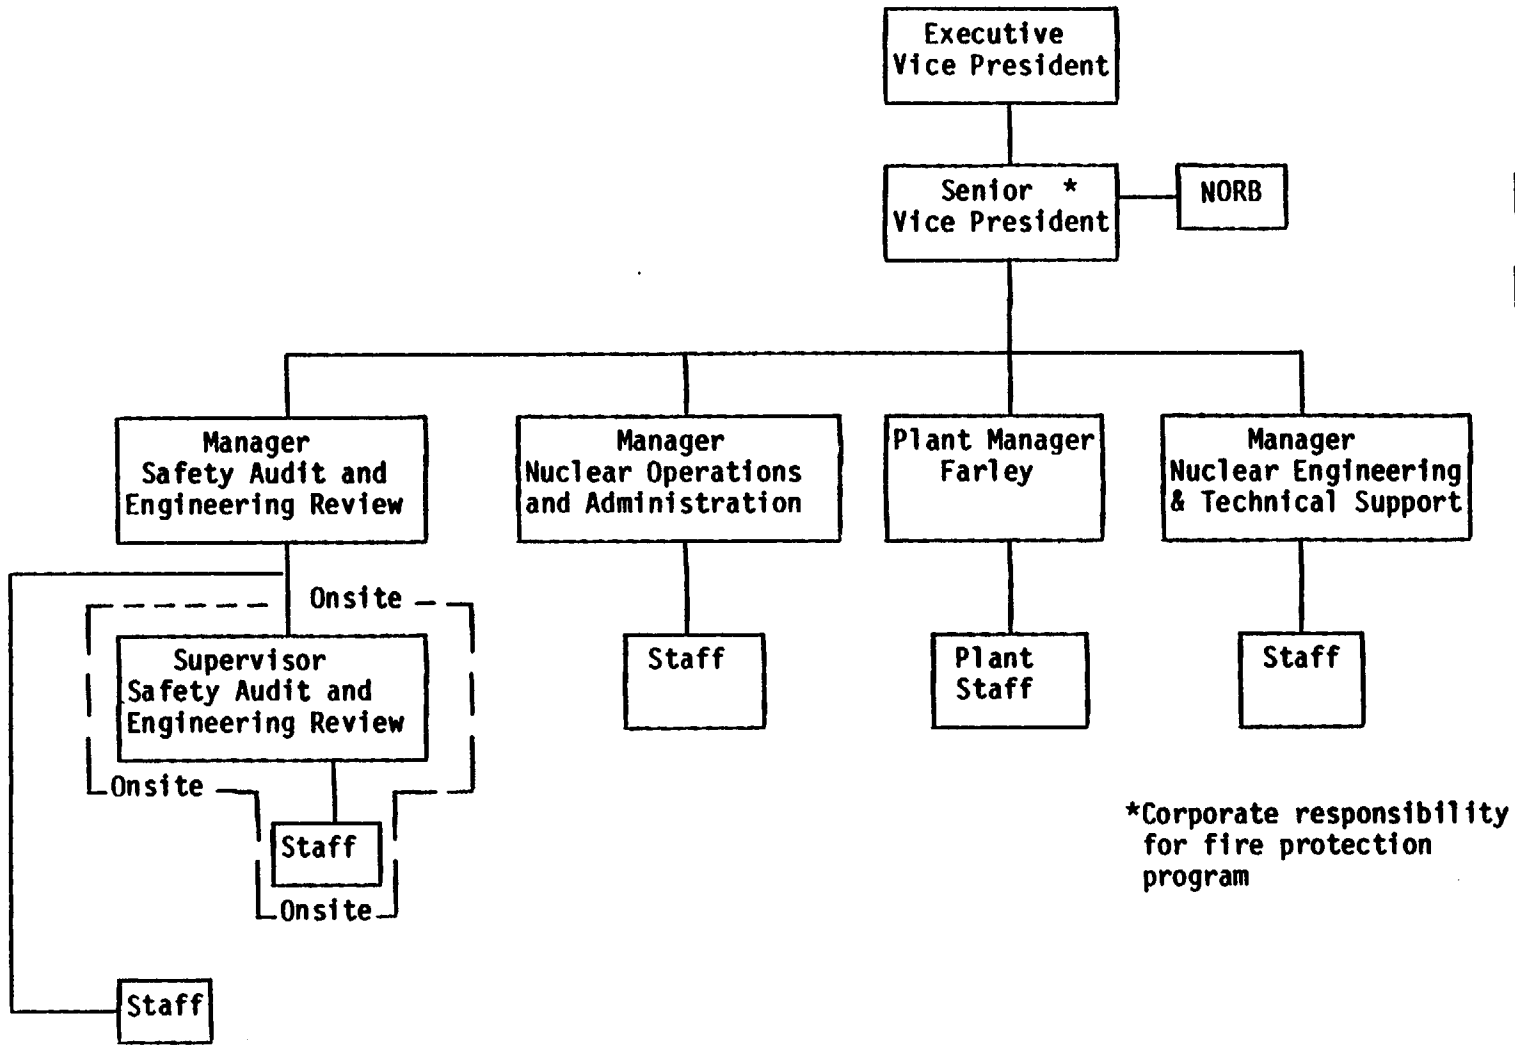 Executive
Vice President
Senior *
Vice President
NORB
Manager
Safety Audit and
Engineering Review
Manager
Nuclear Operations
and Administration
Plant Manager
Farley
Manager
Nuclear Engineering
& Technical Support
Onsite
Supervisor
Safety Audit and
Engineering Review
Onsite
Staff
Onsite
Staff
Staff
Plant
Staff
Staff
*Corporate responsibility
for fire protection
program